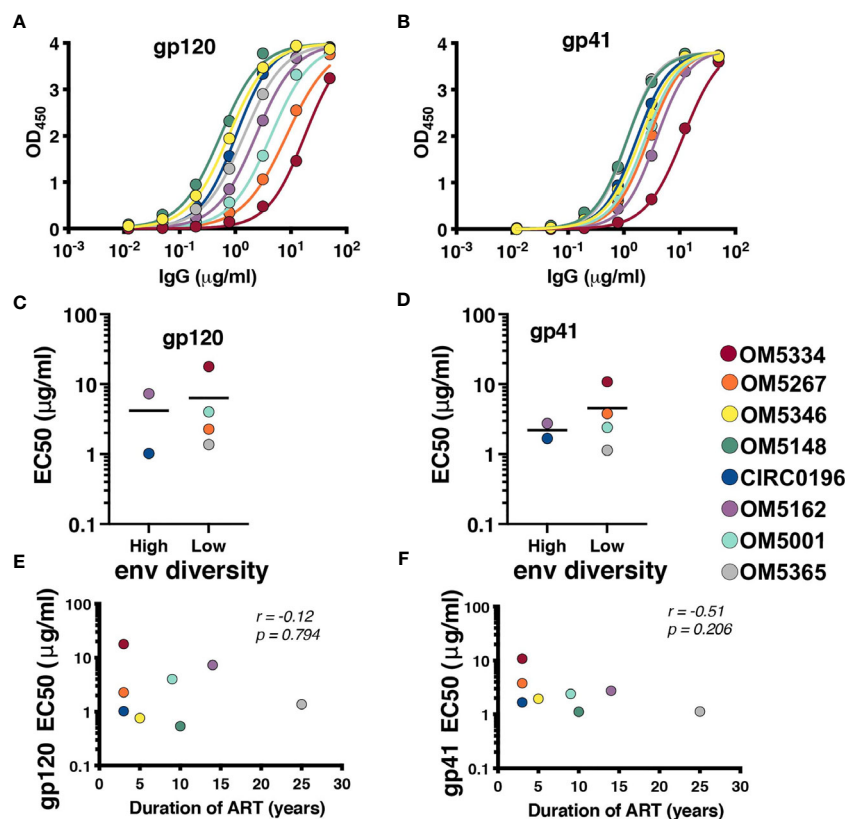 A
gp120
4
3
2
1
0
OD450
10-3
10-2
10-1
100
101
102
IgG (μg/ml)
B
gp41
4
3
2
1
0
OD450
10-3
10-2
10-1
100
101
102
IgG (μg/ml)
C
gp120
100
10
1
0.1
EC50 (μg/ml)
High
Low
env diversity
D
gp41
100
10
1
0.1
EC50 (μg/ml)
High
Low
env diversity
OM5334
OM5267
OM5346
OM5148
CIRC0196
OM5162
OM5001
OM5365
E
r = -0.12
p = 0.794
100
10
1
0.1
gp120 EC50 (μg/ml)
0
5
10
15
20
25
30
Duration of ART (years)
F
r = -0.51
p = 0.206
100
10
1
0.1
gp41 EC50 (μg/ml)
0
5
10
15
20
25
30
Duration of ART (years)